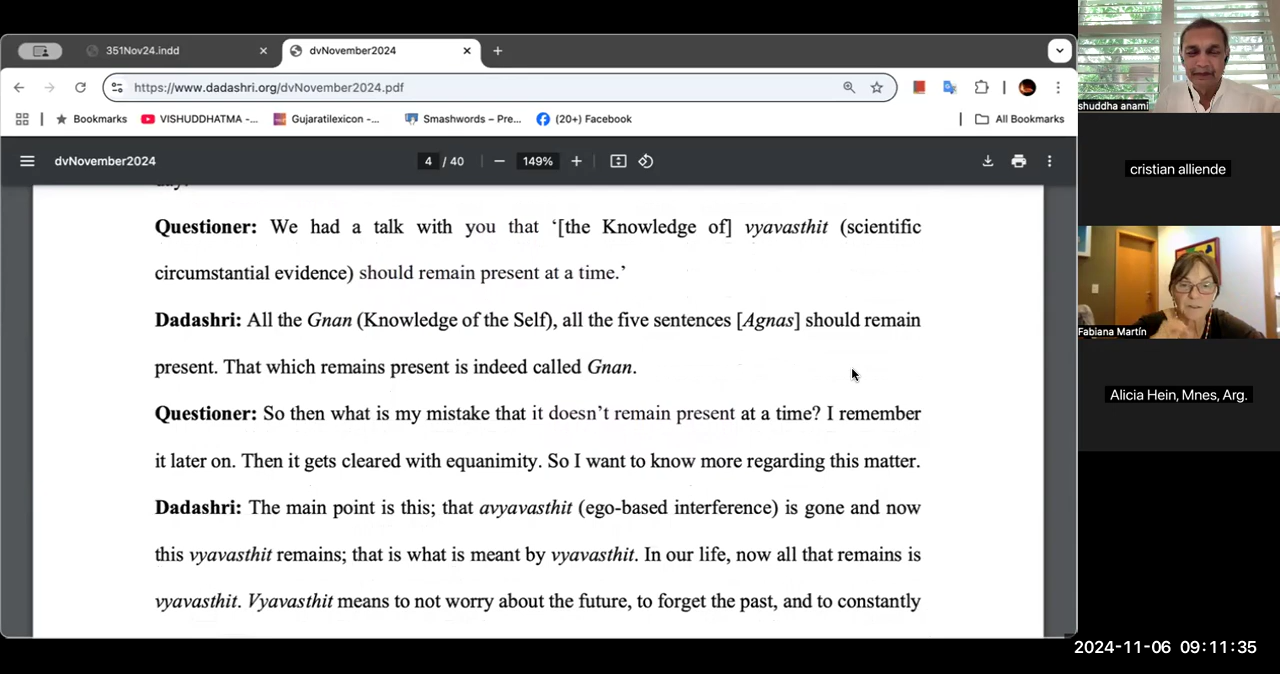 351Nov24.indd
dvNovember2024
https://www.dadashri.org/dvNovember2024.pdf
Bookmarks
VISHUDDHATMA -...
Gujaratilexicon -...
Smashwords – Pre...
(20+) Facebook
All Bookmarks
dvNovember2024
4 / 40
149%
day.
Questioner: We had a talk with you that ‘[the Knowledge of] vyavasthit (scientific
circumstantial evidence) should remain present at a time.’
Dadashri: All the Gnan (Knowledge of the Self), all the five sentences [Agnas] should remain
present. That which remains present is indeed called Gnan.
Questioner: So then what is my mistake that it doesn’t remain present at a time? I remember
it later on. Then it gets cleared with equanimity. So I want to know more regarding this matter.
Dadashri: The main point is this; that avyavasthit (ego-based interference) is gone and now
this vyavasthit remains; that is what is meant by vyavasthit. In our life, now all that remains is
vyavasthit. Vyavasthit means to not worry about the future, to forget the past, and to constantly
shuddha anami
cristian alliende
Fabiana Martín
Alicia Hein, Mnes, Arg.
2024-11-06 09:11:35